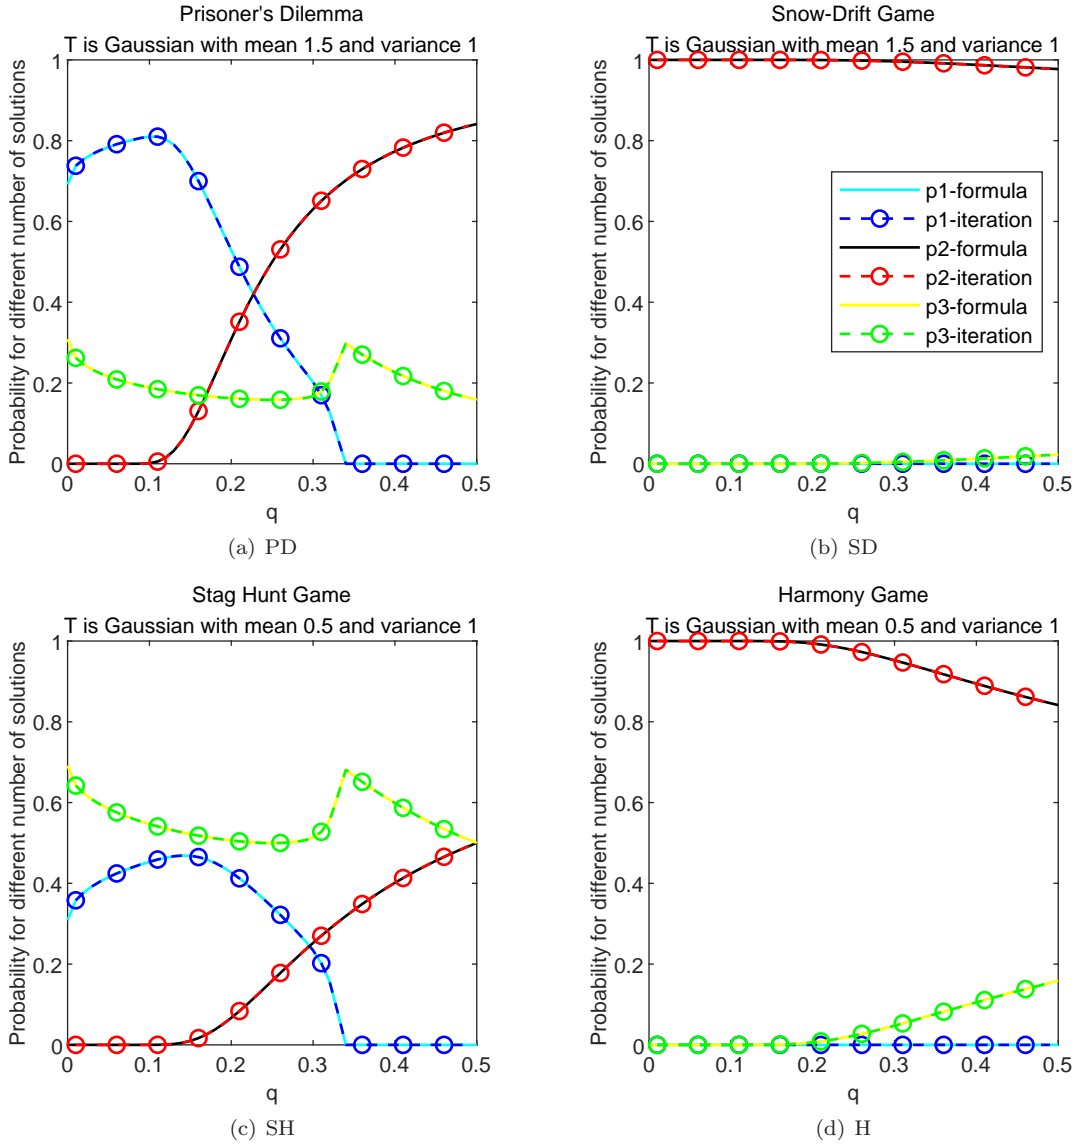 Prisoner's Dilemma
T is Gaussian with mean 1.5 and variance 1
Probability for different number of solutions
1
0.8
0.6
0.4
0.2
0
0 0.1 0.2 0.3 0.4 0.5
q
(a) PD
Snow-Drift Game
T is Gaussian with mean 1.5 and variance 1
Probability for different number of solutions
1
0.8
0.6
0.4
0.2
0
p1-formula
p1-iteration
p2-formula
p2-iteration
p3-formula
p3-iteration
0 0.1 0.2 0.3 0.4 0.5
q
(b) SD
Stag Hunt Game
T is Gaussian with mean 0.5 and variance 1
Probability for different number of solutions
1
0.8
0.6
0.4
0.2
0
0 0.1 0.2 0.3 0.4 0.5
q
(c) SH
Harmony Game
T is Gaussian with mean 0.5 and variance 1
Probability for different number of solutions
1
0.8
0.6
0.4
0.2
0
0 0.1 0.2 0.3 0.4 0.5
q
(d) H